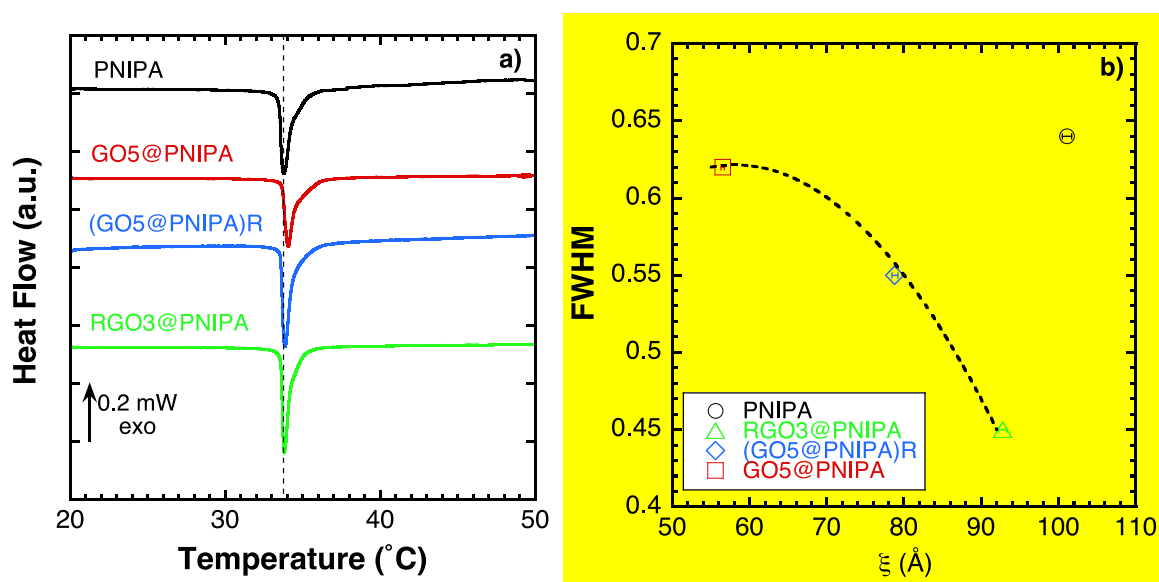 a)
PNIPA
GO5@PNIPA
(GO5@PNIPA)R
RGO3@PNIPA
0.2 mW
exo
Heat Flow (a.u.)
20
30
40
50
Temperature (˚C)
b)
0.7
0.65
0.6
0.55
0.5
0.45
0.4
FWHM
PNIPA
RGO3@PNIPA
(GO5@PNIPA)R
GO5@PNIPA
50
60
70
80
90
100
110
ξ (Å)